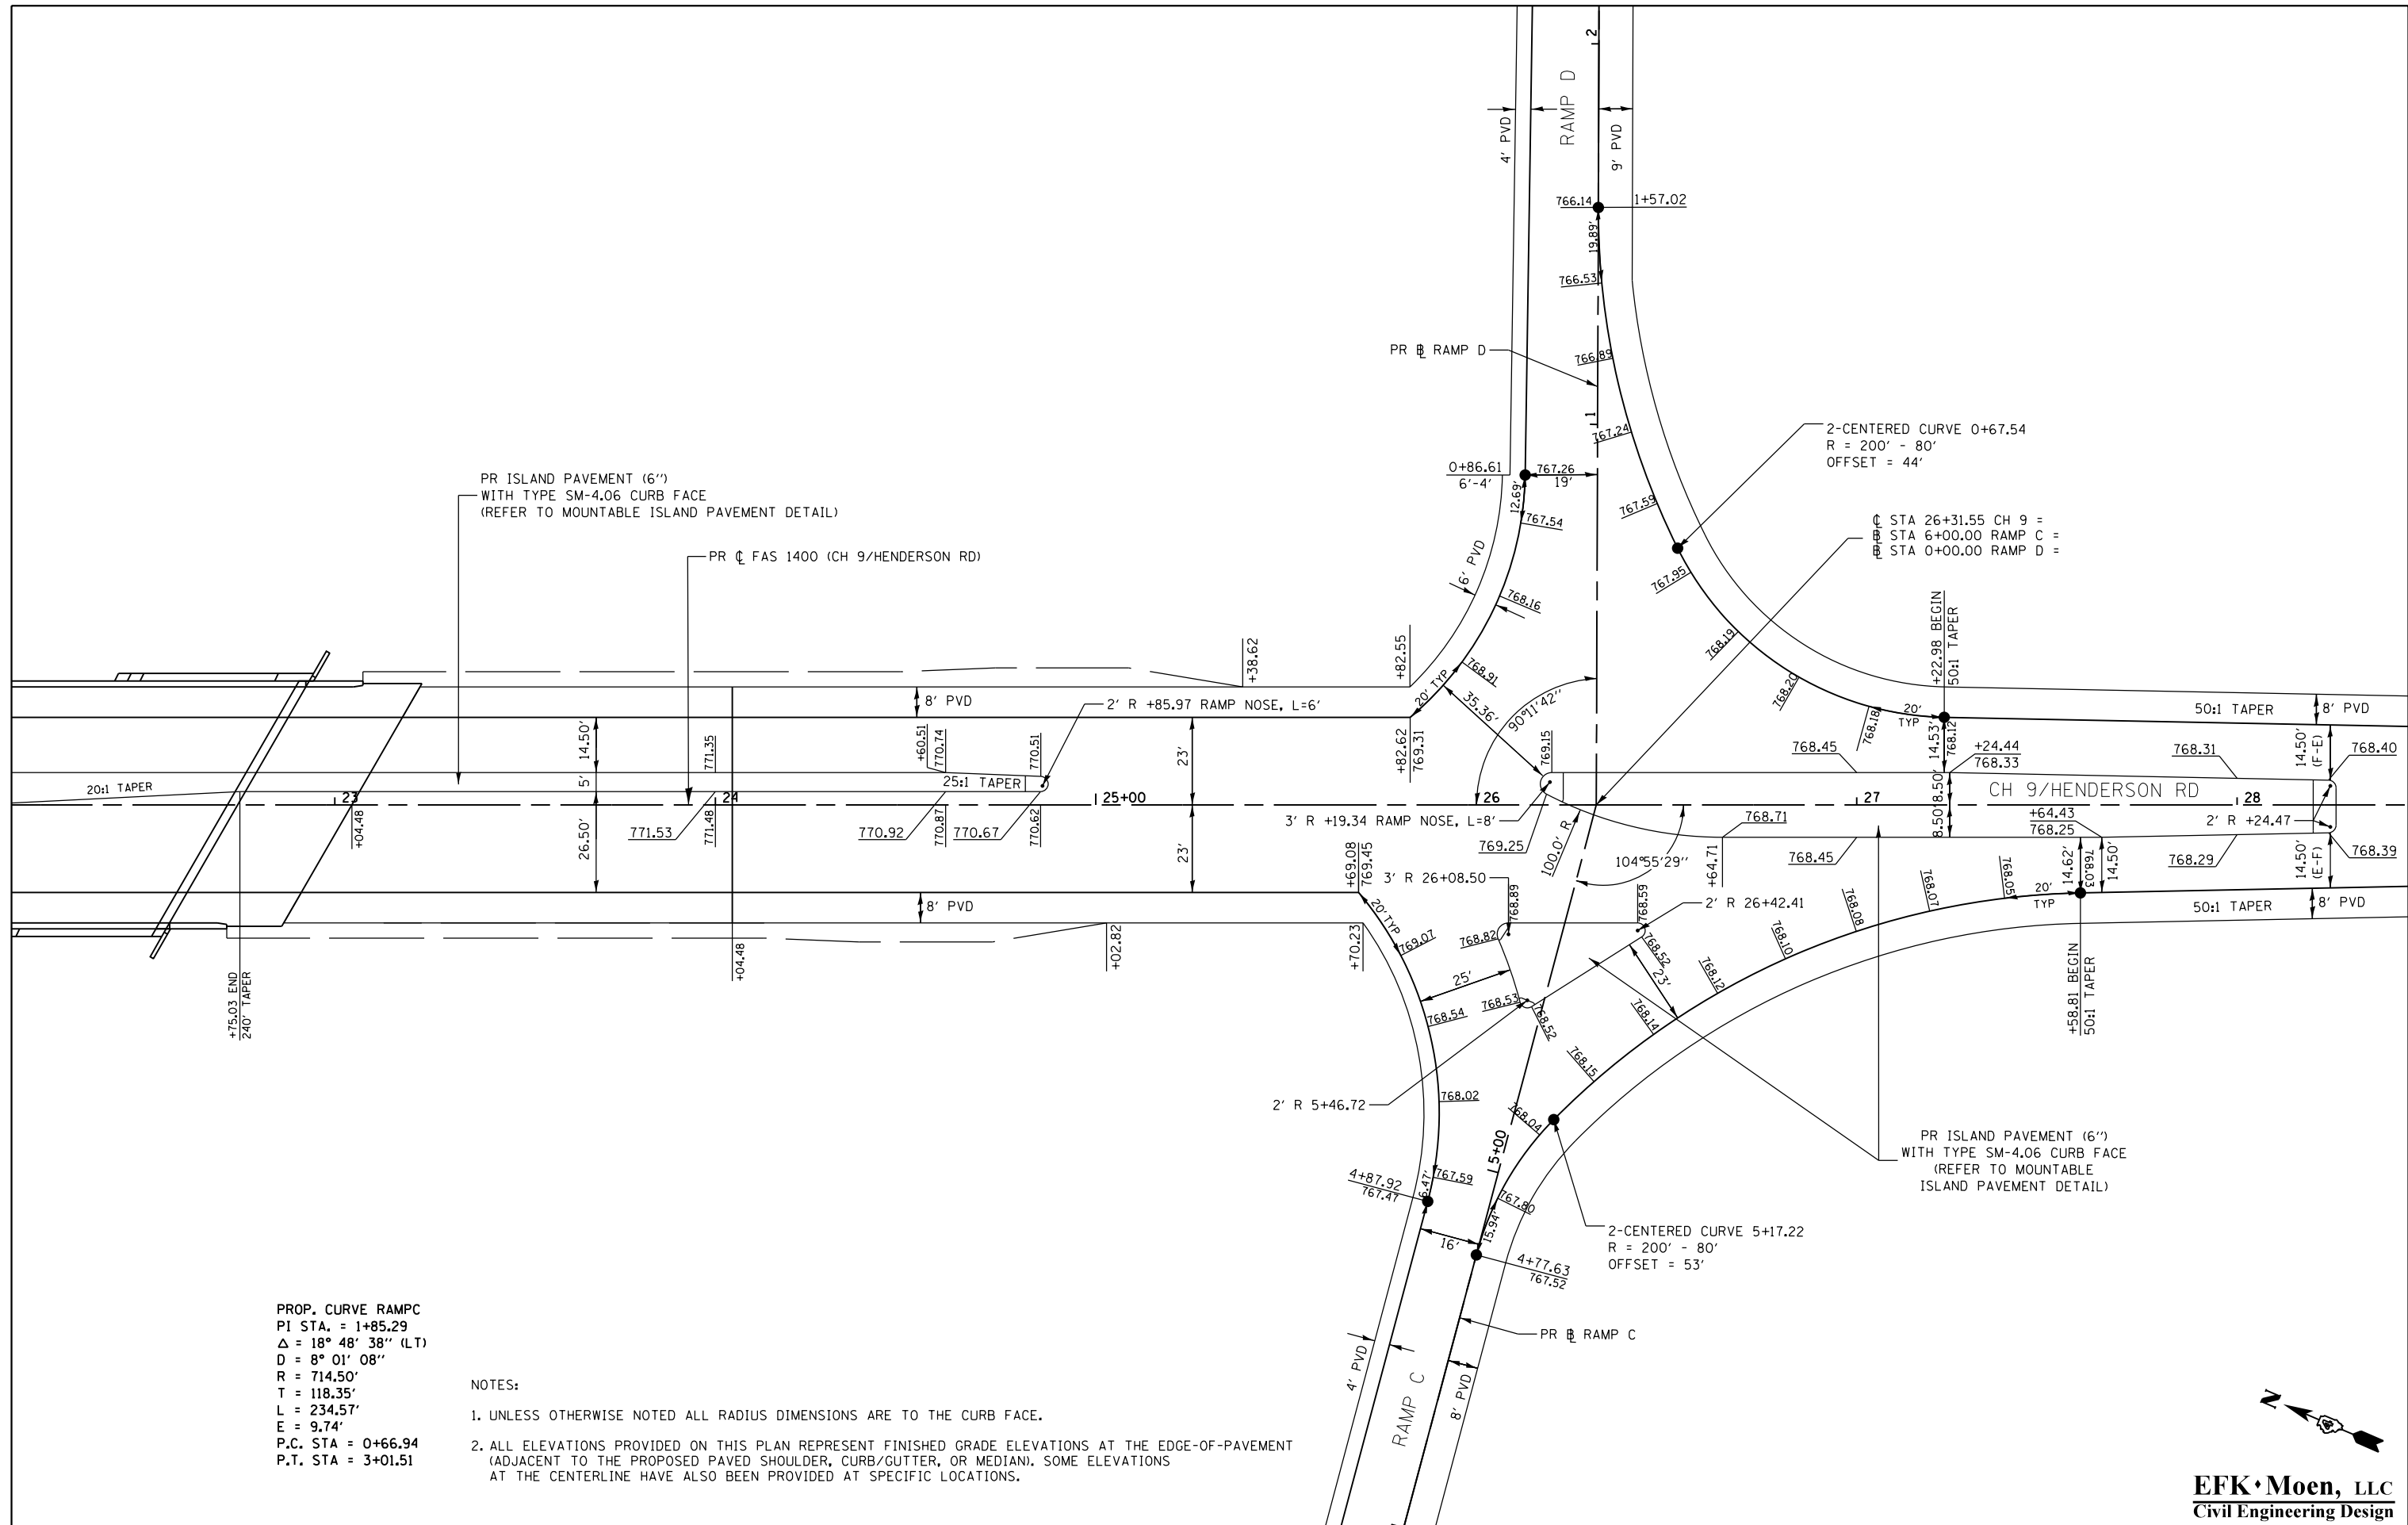 2
RAMP D
4' PVD
9' PVD
766.14
1+57.02
19.89'
766.53
766.89
PR ℄ RAMP D
1
767.24
2-CENTERED CURVE 0+67.54
R = 200' - 80'
OFFSET = 44'
0+86.61
6'-4'
767.26
19'
12.69'
767.54
767.59
PR ISLAND PAVEMENT (6")
WITH TYPE SM-4.06 CURB FACE
(REFER TO MOUNTABLE ISLAND PAVEMENT DETAIL)
PR ℄ FAS 1400 (CH 9/HENDERSON RD)
℄ STA 26+31.55 CH 9 =
℄ STA 6+00.00 RAMP C =
℄ STA 0+00.00 RAMP D =
6' PVD
768.16
767.95
768.19
768.20
768.18
20'
TYP
+22.98 BEGIN
50:1 TAPER
+38.62
+82.55
768.91
20' TYP
35.36'
90°11'42"
8' PVD
2' R +85.97 RAMP NOSE, L=6'
50:1 TAPER
8' PVD
14.50'
5'
26.50'
771.35
+60.51
770.74
770.51
25:1 TAPER
23'
23'
+82.62
769.31
769.15
768.45
14.53'
768.12
+24.44
768.33
768.31
14.50'
(F-E)
768.40
20:1 TAPER
23
+04.48
24
25+00
26
27
28
CH 9/HENDERSON RD
8.50'
8.50'
771.53
771.48
770.92
770.87
770.67
770.62
3' R +19.34 RAMP NOSE, L=8'
769.25
100.0' R
104°55'29"
768.71
+64.71
768.45
+64.43
768.25
2' R +24.47
768.29
14.62'
768.03
14.50'
14.50'
(E-F)
768.39
+69.08
769.45
3' R 26+08.50
768.89
768.59
2' R 26+42.41
8' PVD
20' TYP
769.07
768.82
768.52
23'
25'
768.53
768.52
768.54
768.14
768.12
768.10
768.08
768.07
768.05
20'
TYP
50:1 TAPER
8' PVD
+58.81 BEGIN
50:1 TAPER
+75.03 END
240' TAPER
+04.48
+02.82
+70.23
768.15
2' R 5+46.72
768.02
768.04
5+00
PR ISLAND PAVEMENT (6")
WITH TYPE SM-4.06 CURB FACE
(REFER TO MOUNTABLE
ISLAND PAVEMENT DETAIL)
4+87.92
767.47
6.47'
767.59
767.80
15.94'
16'
4+77.63
767.52
2-CENTERED CURVE 5+17.22
R = 200' - 80'
OFFSET = 53'
PR ℄ RAMP C
4' PVD
RAMP C
8' PVD
PROP. CURVE RAMPC
PI STA. = 1+85.29
Δ = 18° 48' 38" (LT)
D = 8° 01' 08"
R = 714.50'
T = 118.35'
L = 234.57'
E = 9.74'
P.C. STA = 0+66.94
P.T. STA = 3+01.51
NOTES:
1. UNLESS OTHERWISE NOTED ALL RADIUS DIMENSIONS ARE TO THE CURB FACE.
2. ALL ELEVATIONS PROVIDED ON THIS PLAN REPRESENT FINISHED GRADE ELEVATIONS AT THE EDGE-OF-PAVEMENT
(ADJACENT TO THE PROPOSED PAVED SHOULDER, CURB/GUTTER, OR MEDIAN). SOME ELEVATIONS
AT THE CENTERLINE HAVE ALSO BEEN PROVIDED AT SPECIFIC LOCATIONS.
N
EFK♦Moen, LLC
Civil Engineering Design